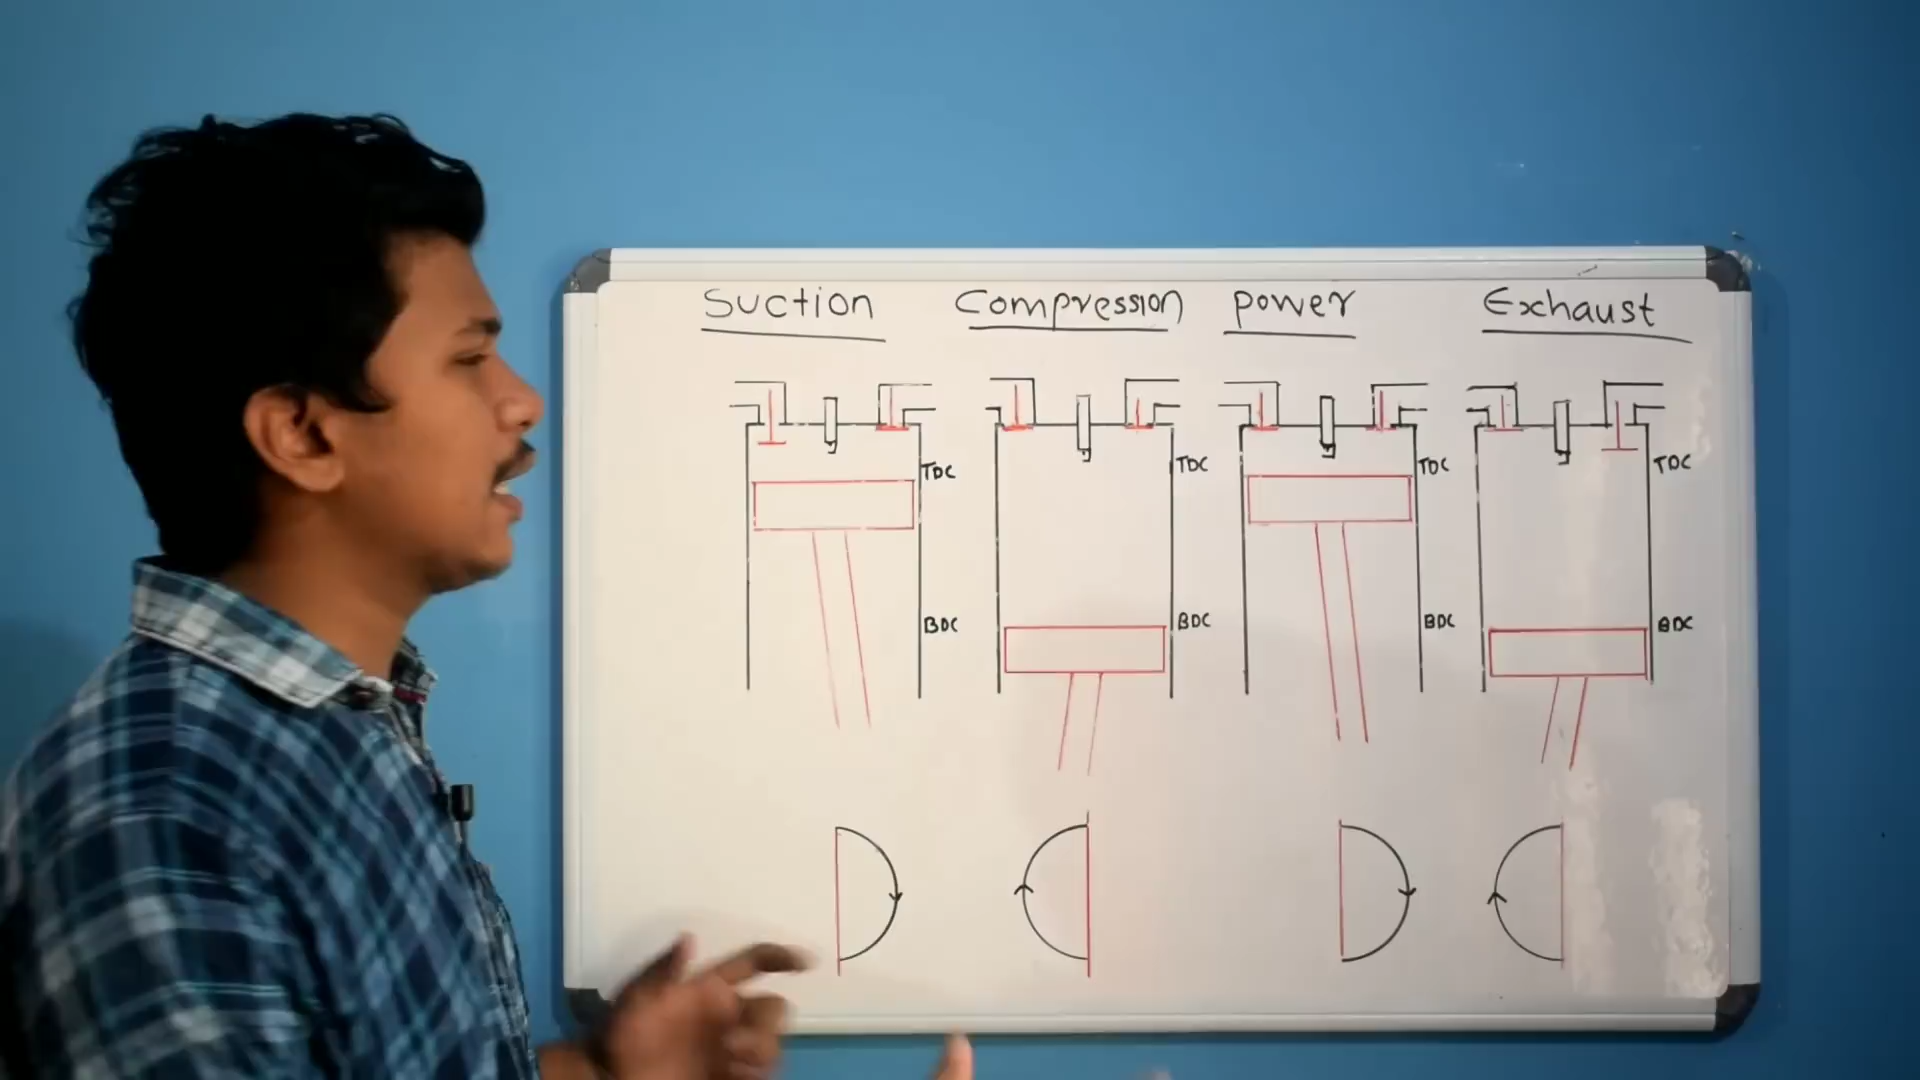 Suction
Compression
power
Exhaust
TDC
TDC
TDC
TDC
BDC
BDC
BDC
BDC